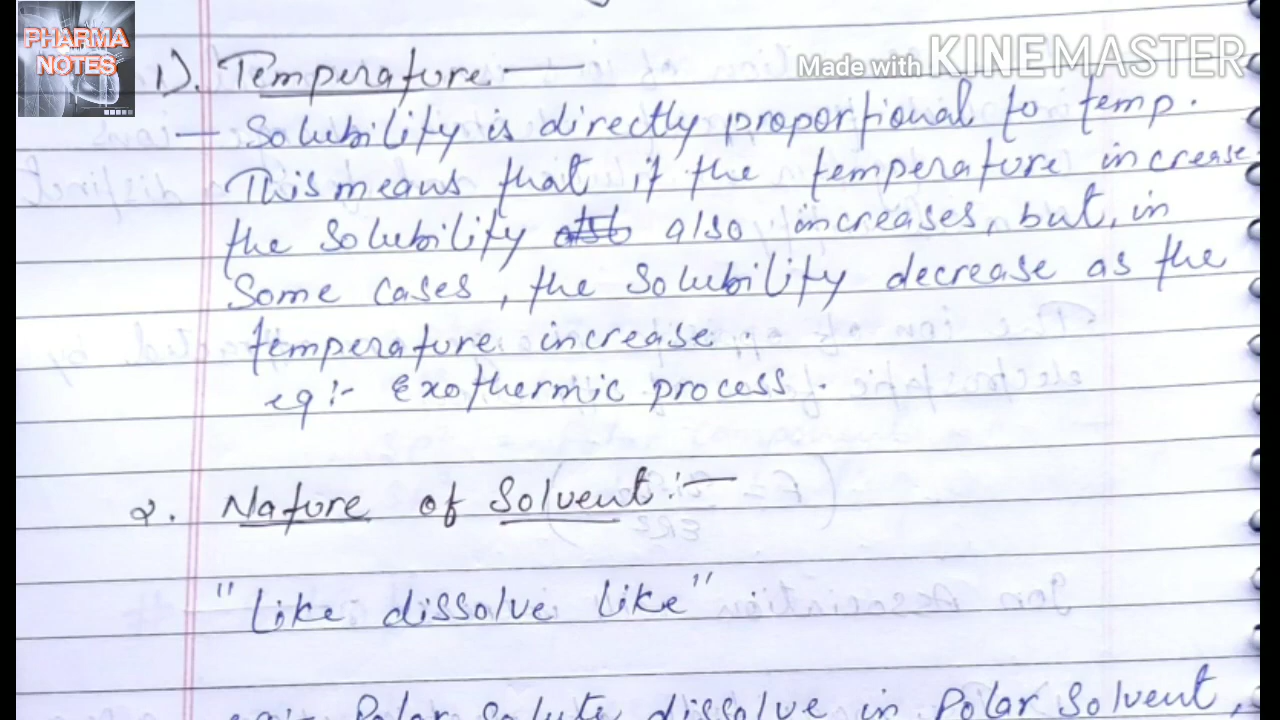 PHARMA
NOTES
Made with KINEMASTER
1). Temperature —
— Solubility is directly proportional to temp.
This means that if the temperature increase
the solubility also increases, but, in
Some cases, the solubility decrease as the
temperature increase.
eg :- Exothermic process.
2. Nature of Solvent :—
"Like dissolve like"
eg:- Polar solute dissolve in Polar Solvent,